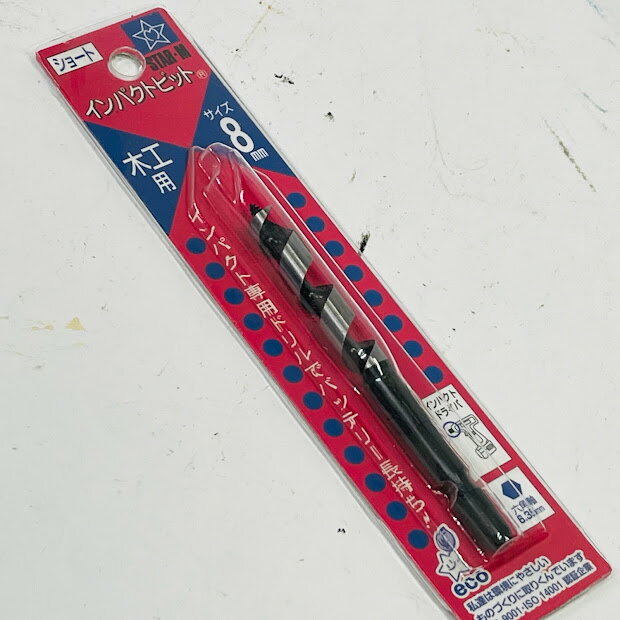 ショート
STAR-M
インパクトビット®
サイズ
8mm
木工用
インパクト専用ドリルでバッテリー長持ち!
インパクト
ドライバ
六角軸
6.35mm
eco
私達は環境にやさしい
ものづくりに取りくんでいます
9001・ISO 14001 認証企業